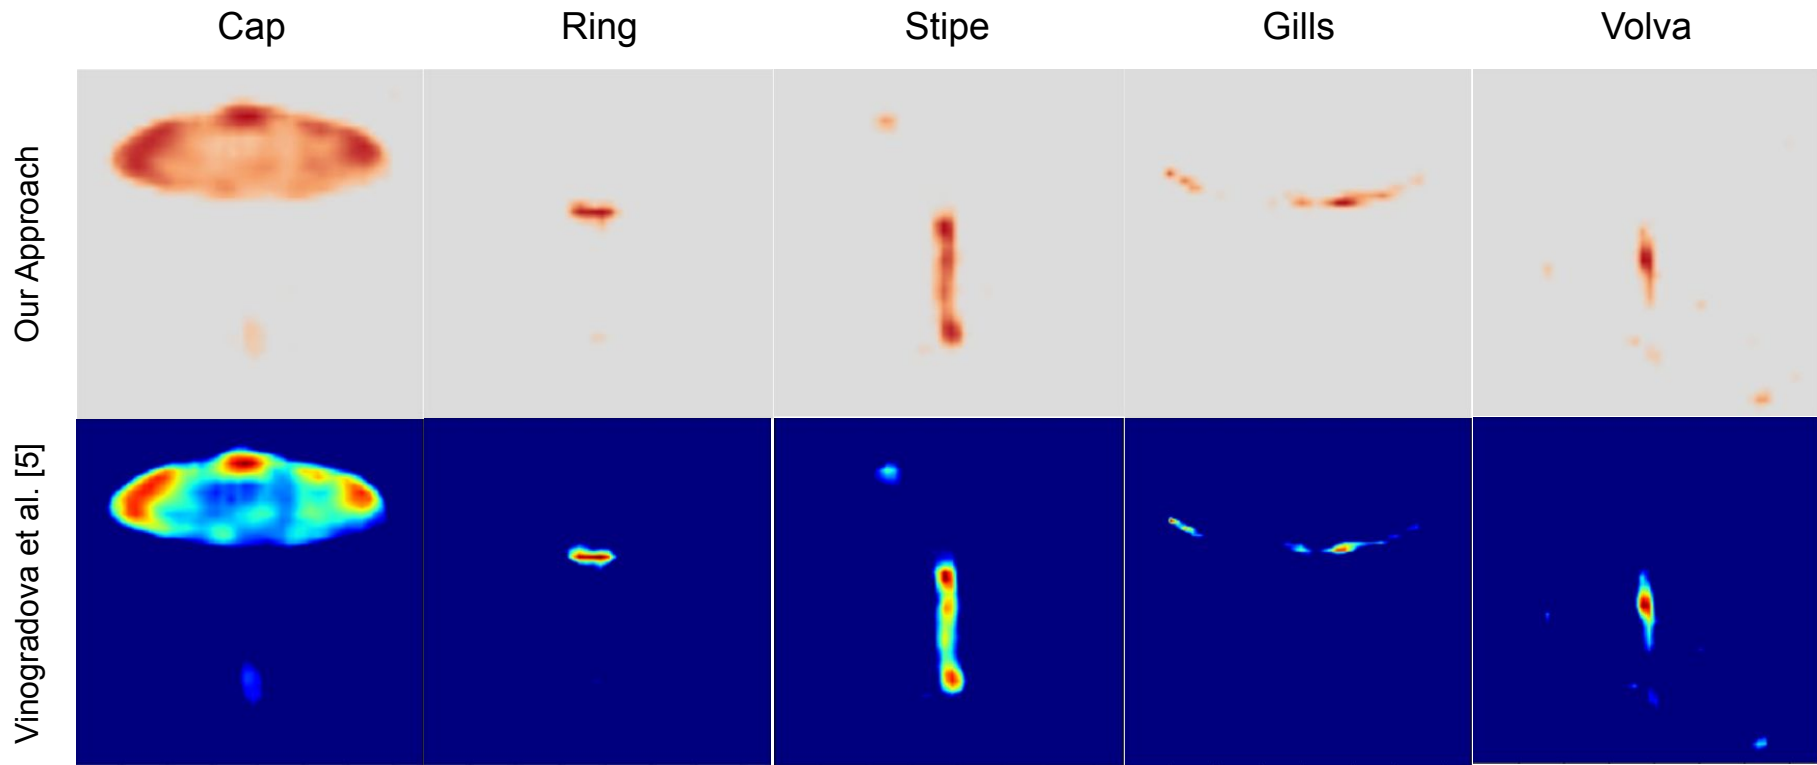 Cap
Ring
Stipe
Gills
Volva
Our Approach
Vinogradova et al. [5]